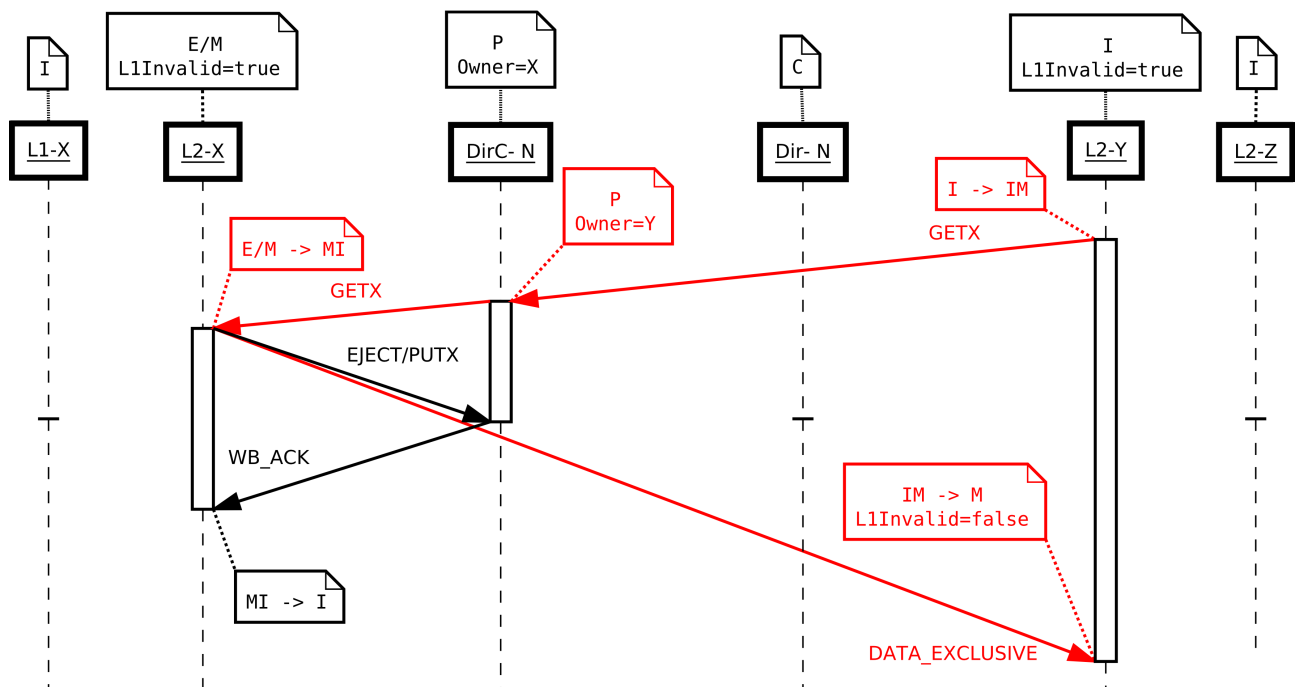 I
E/M
L1Invalid=true
P
Owner=X
C
I
L1Invalid=true
I
L1-X
L2-X
DirC- N
Dir- N
L2-Y
L2-Z
I -> IM
P
Owner=Y
GETX
E/M -> MI
GETX
EJECT/PUTX
WB_ACK
IM -> M
L1Invalid=false
MI -> I
DATA_EXCLUSIVE